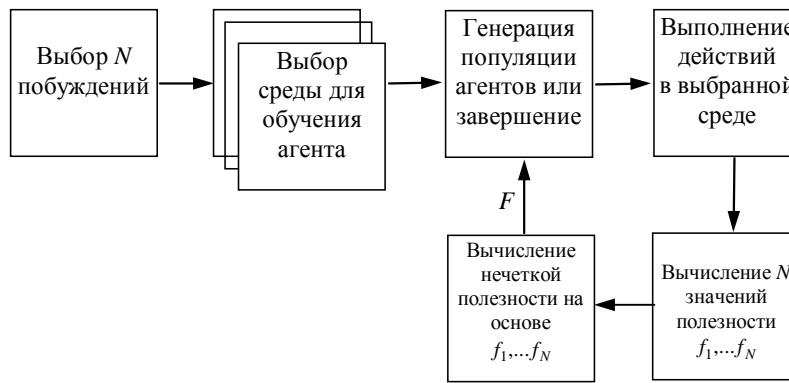 Выбор N
побуждений
Выбор
среды для
обучения
агента
Генерация
популяции
агентов или
завершение
Выполнение
действий
в выбранной
среде
F
Вычисление
нечеткой
полезности на
основе
f1,...fN
Вычисление N
значений
полезности
f1,...fN